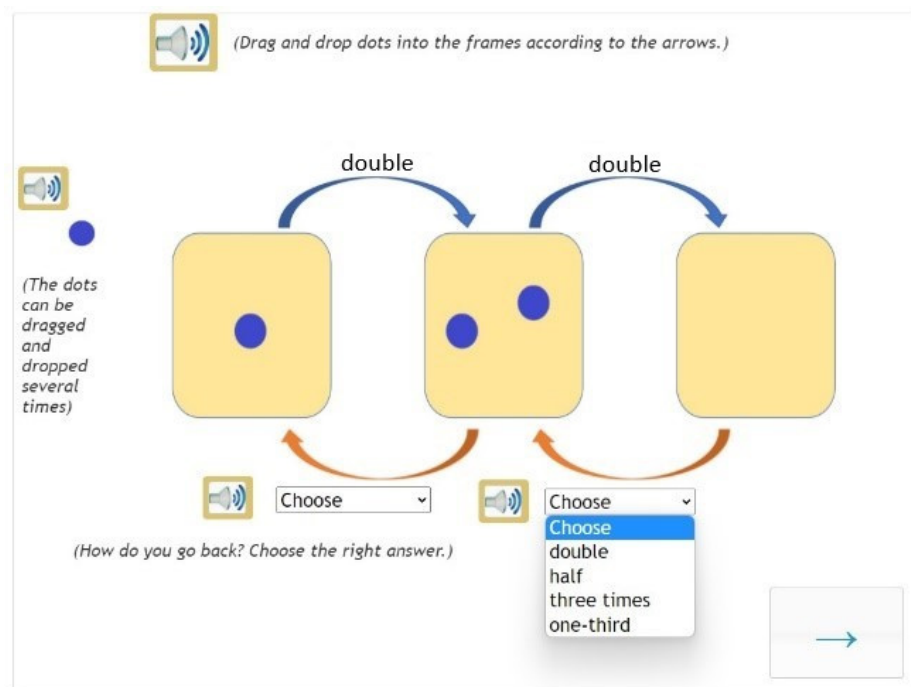 (Drag and drop dots into the frames according to the arrows.)
double
double
(The dots
can be
dragged
and
dropped
several
times)
Choose
Choose
(How do you go back? Choose the right answer.)
Choose
double
half
three times
one-third
→